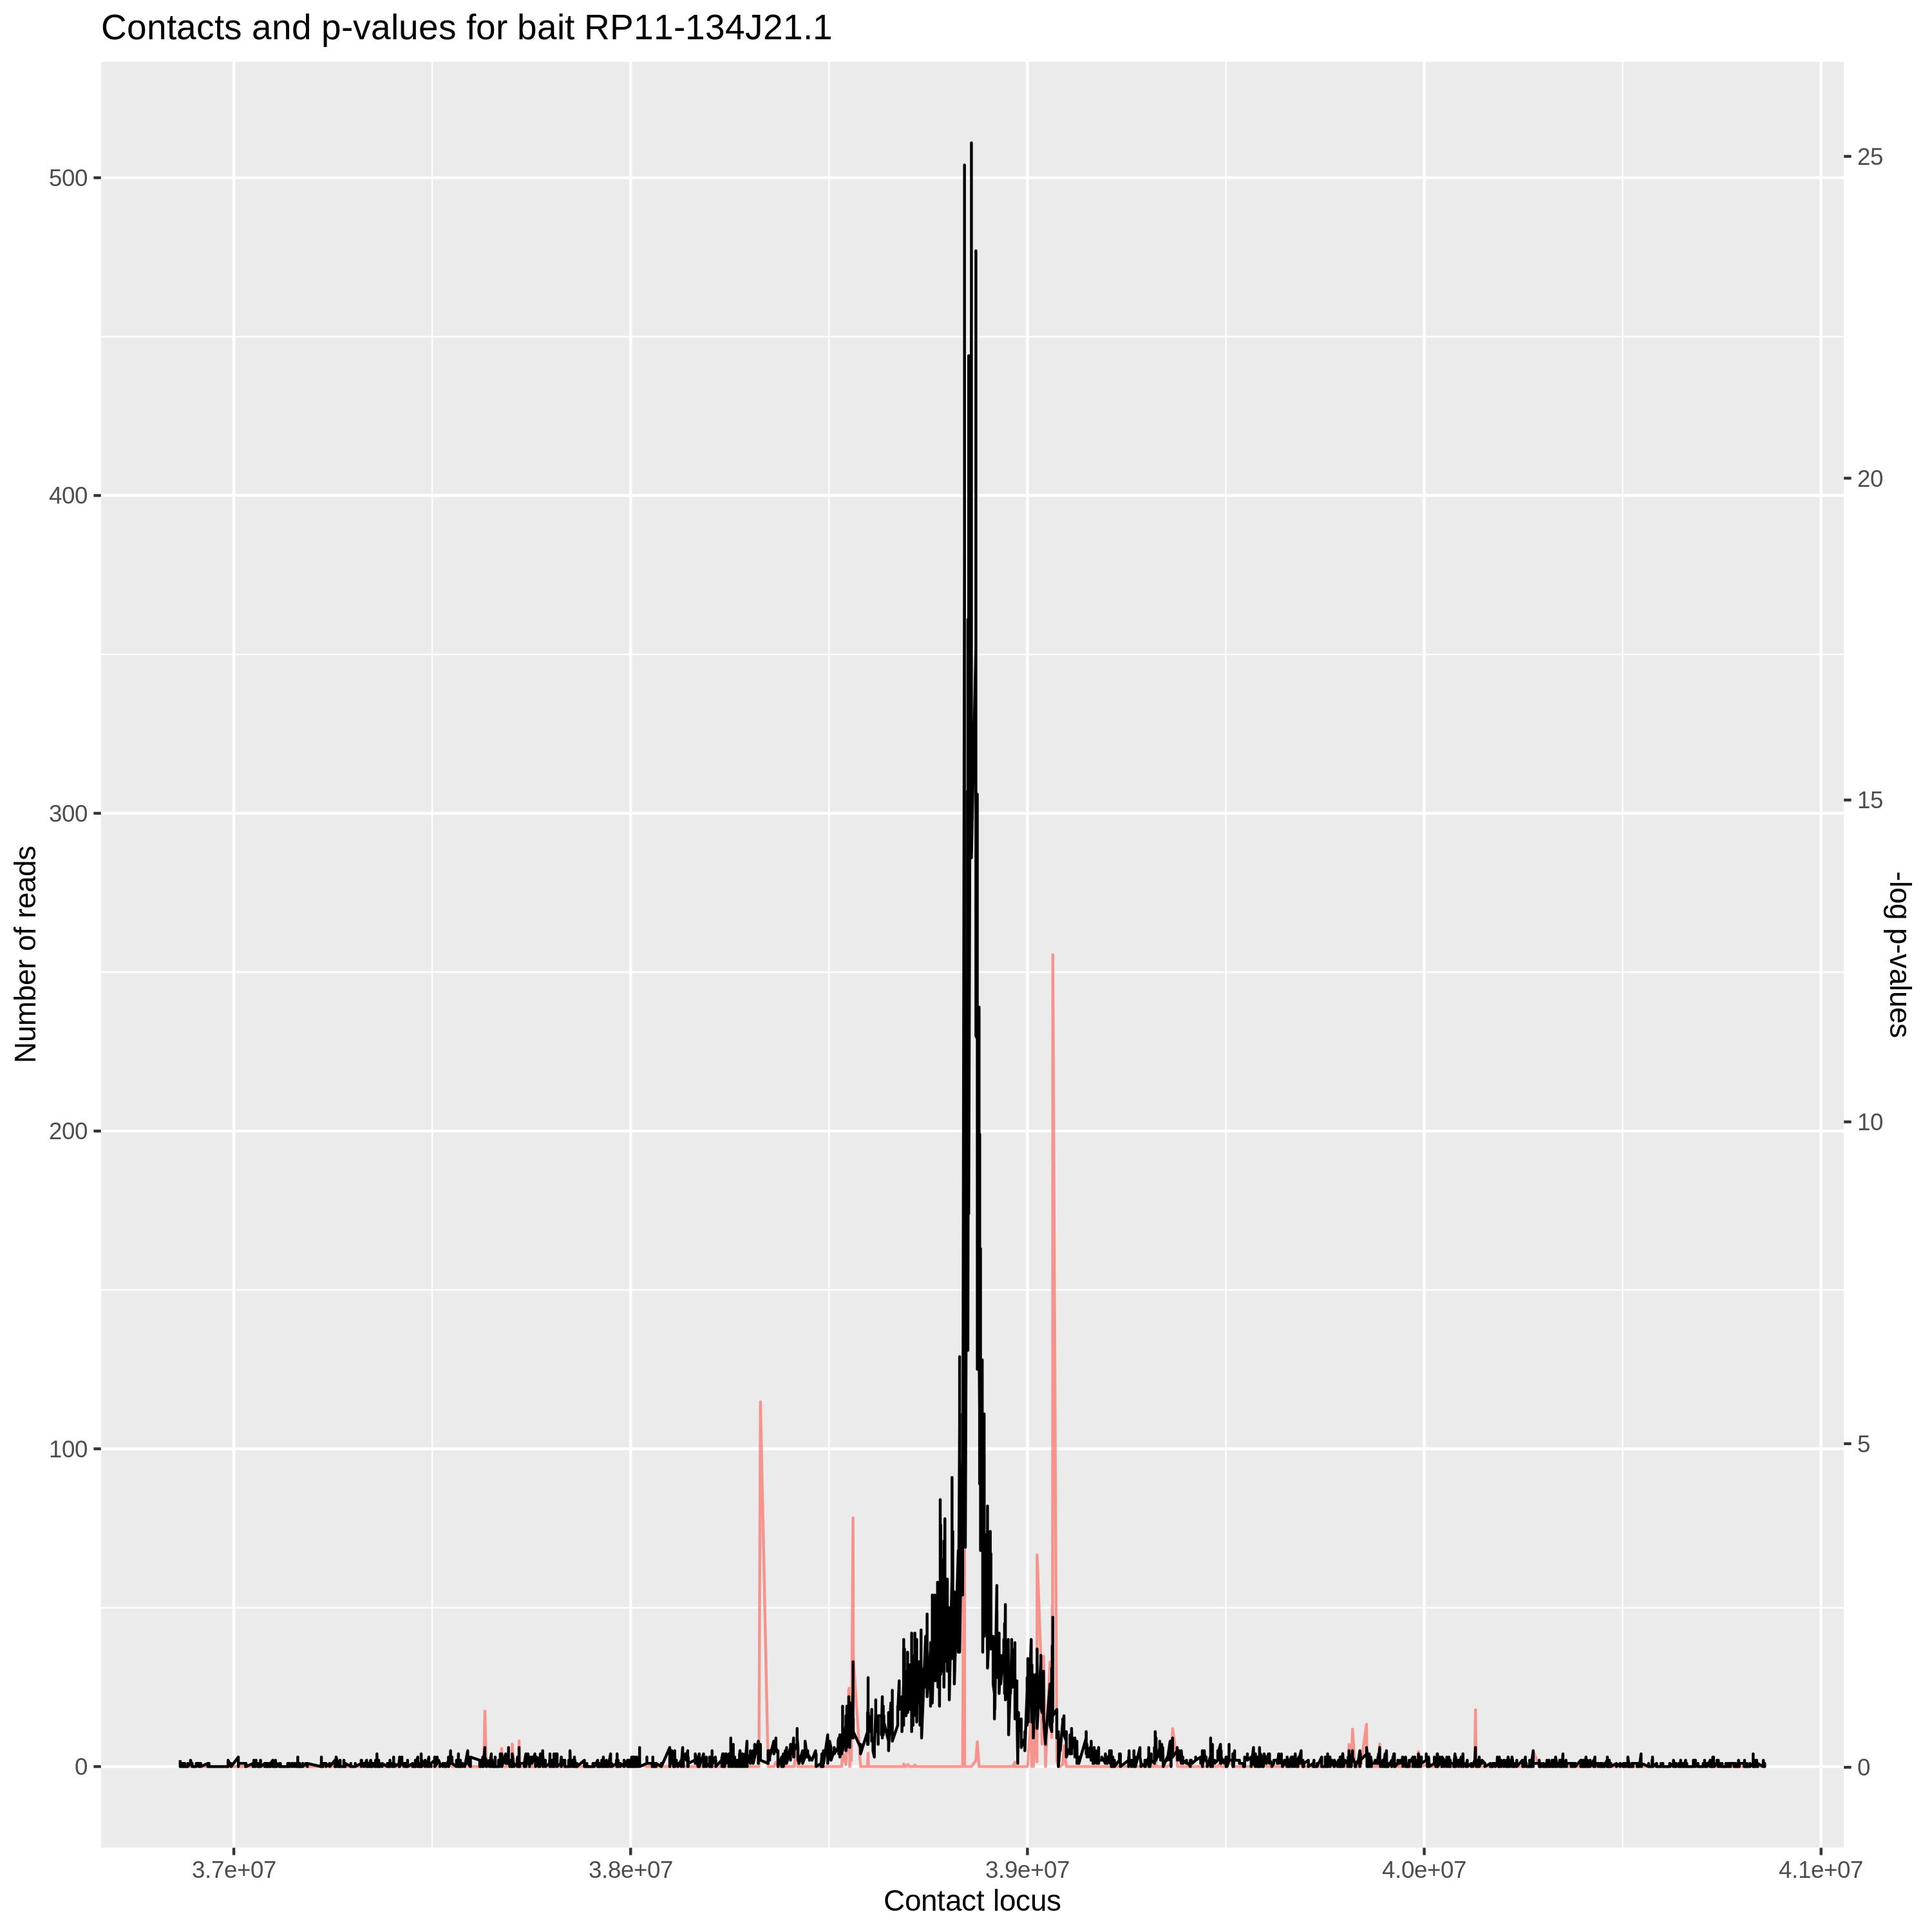 Contacts and p-values for bait RP11-134J21.1
500
400
300
200
100
0
Number of reads
25
20
15
10
5
0
-log p-values
3.7e+07
3.8e+07
3.9e+07
4.0e+07
4.1e+07
Contact locus